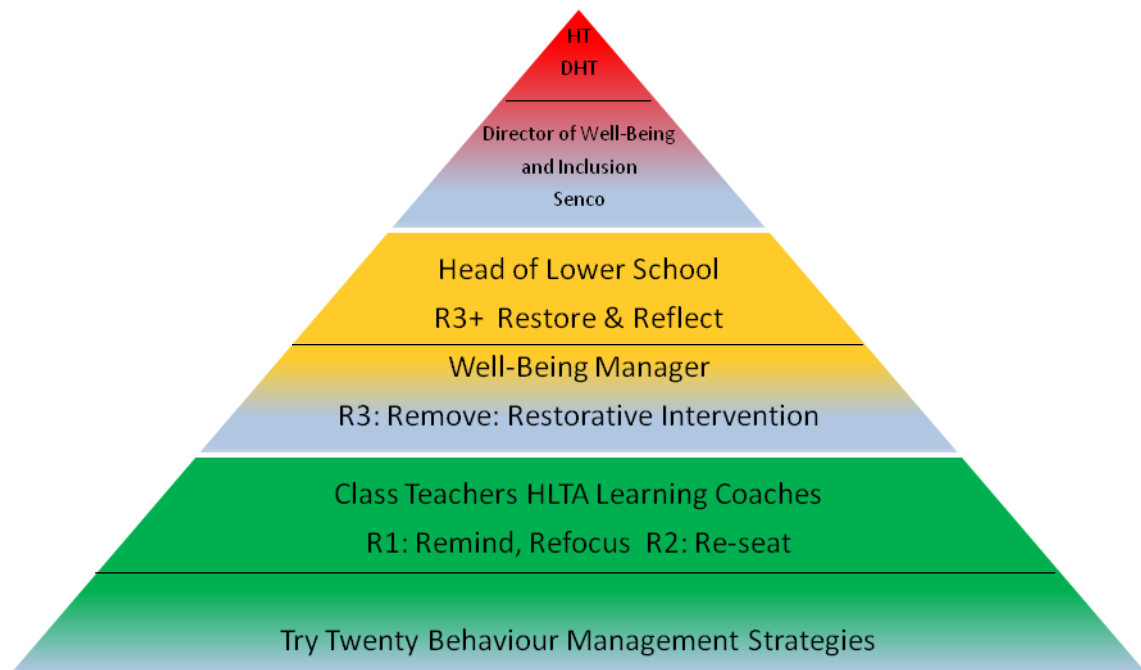 HT
DHT
Director of Well-Being
and Inclusion
Senco
Head of Lower School
R3+ Restore & Reflect
Well-Being Manager
R3: Remove: Restorative Intervention
Class Teachers HLTA Learning Coaches
R1: Remind, Refocus R2: Re-seat
Try Twenty Behaviour Management Strategies